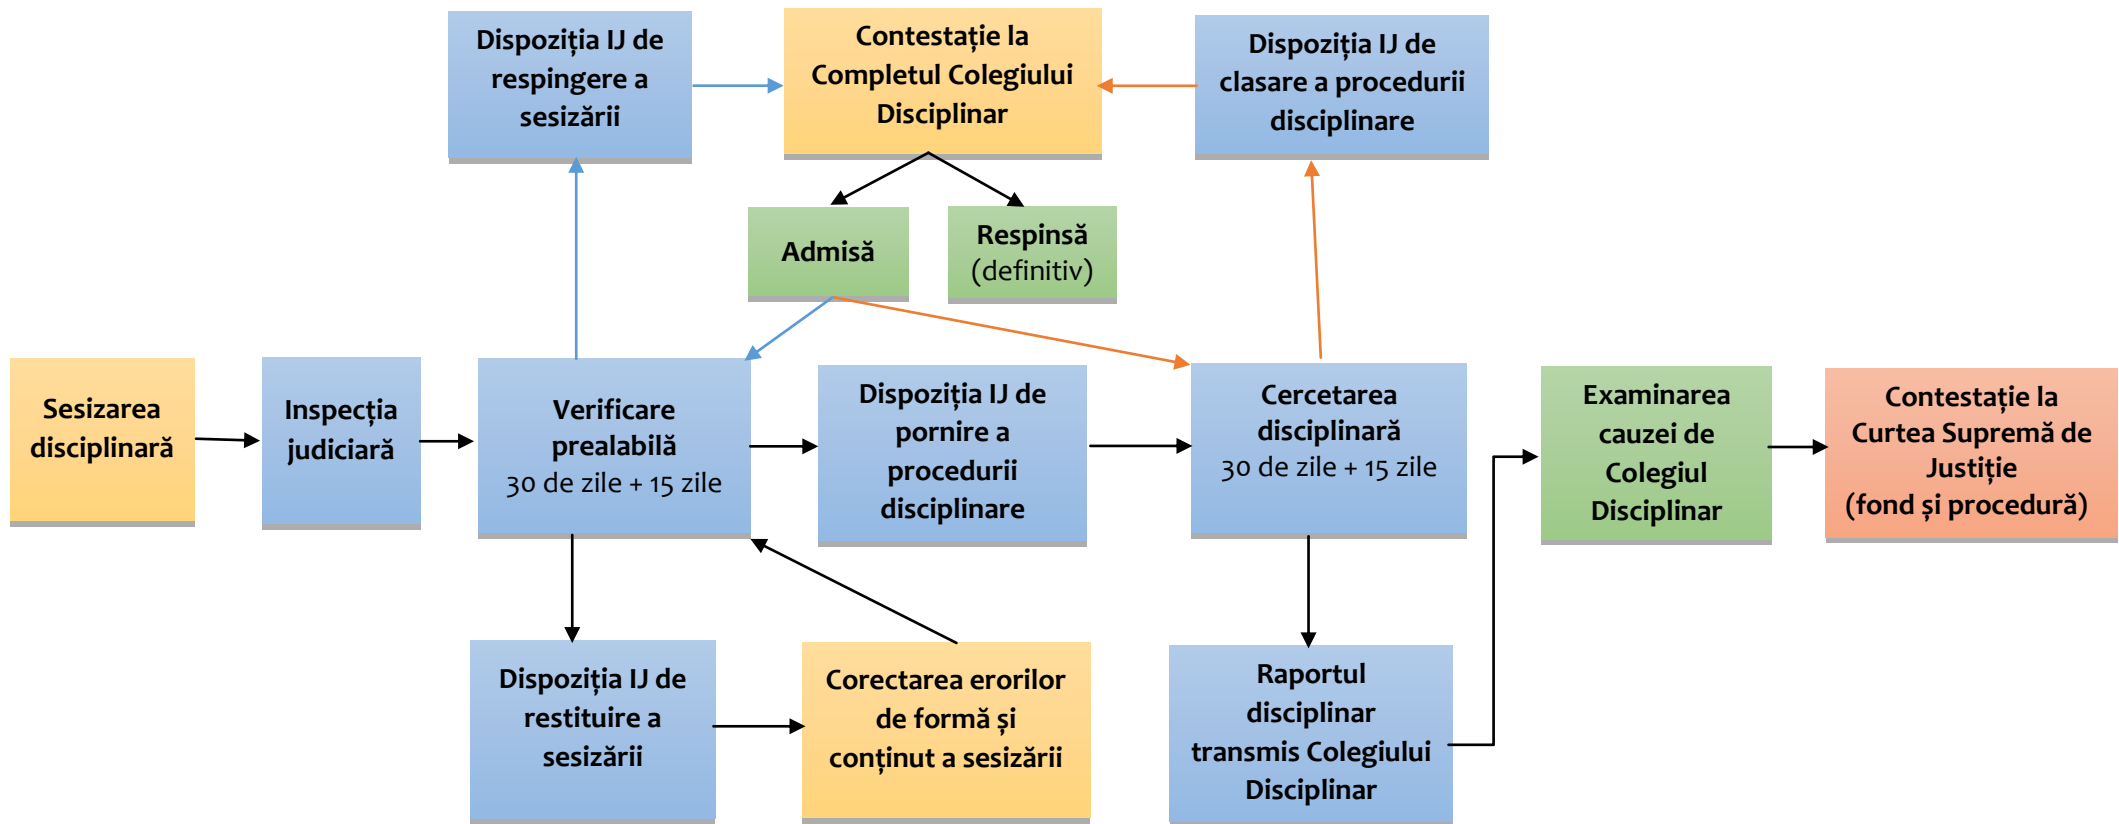 Dispoziția IJ de
respingere a
sesizării
Contestație la
Completul Colegiului
Disciplinar
Dispoziția IJ de
clasare a procedurii
disciplinare
Admisă
Respinsă
(definitiv)
Sesizarea
disciplinară
Inspecția
judiciară
Verificare
prealabilă
30 de zile + 15 zile
Dispoziția IJ de
pornire a
procedurii
disciplinare
Cercetarea
disciplinară
30 de zile + 15 zile
Examinarea
cauzei de
Colegiul
Disciplinar
Contestație la
Curtea Supremă de
Justiție
(fond și procedură)
Dispoziția IJ de
restituire a
sesizării
Corectarea erorilor
de formă și
conținut a sesizării
Raportul
disciplinar
transmis Colegiului
Disciplinar